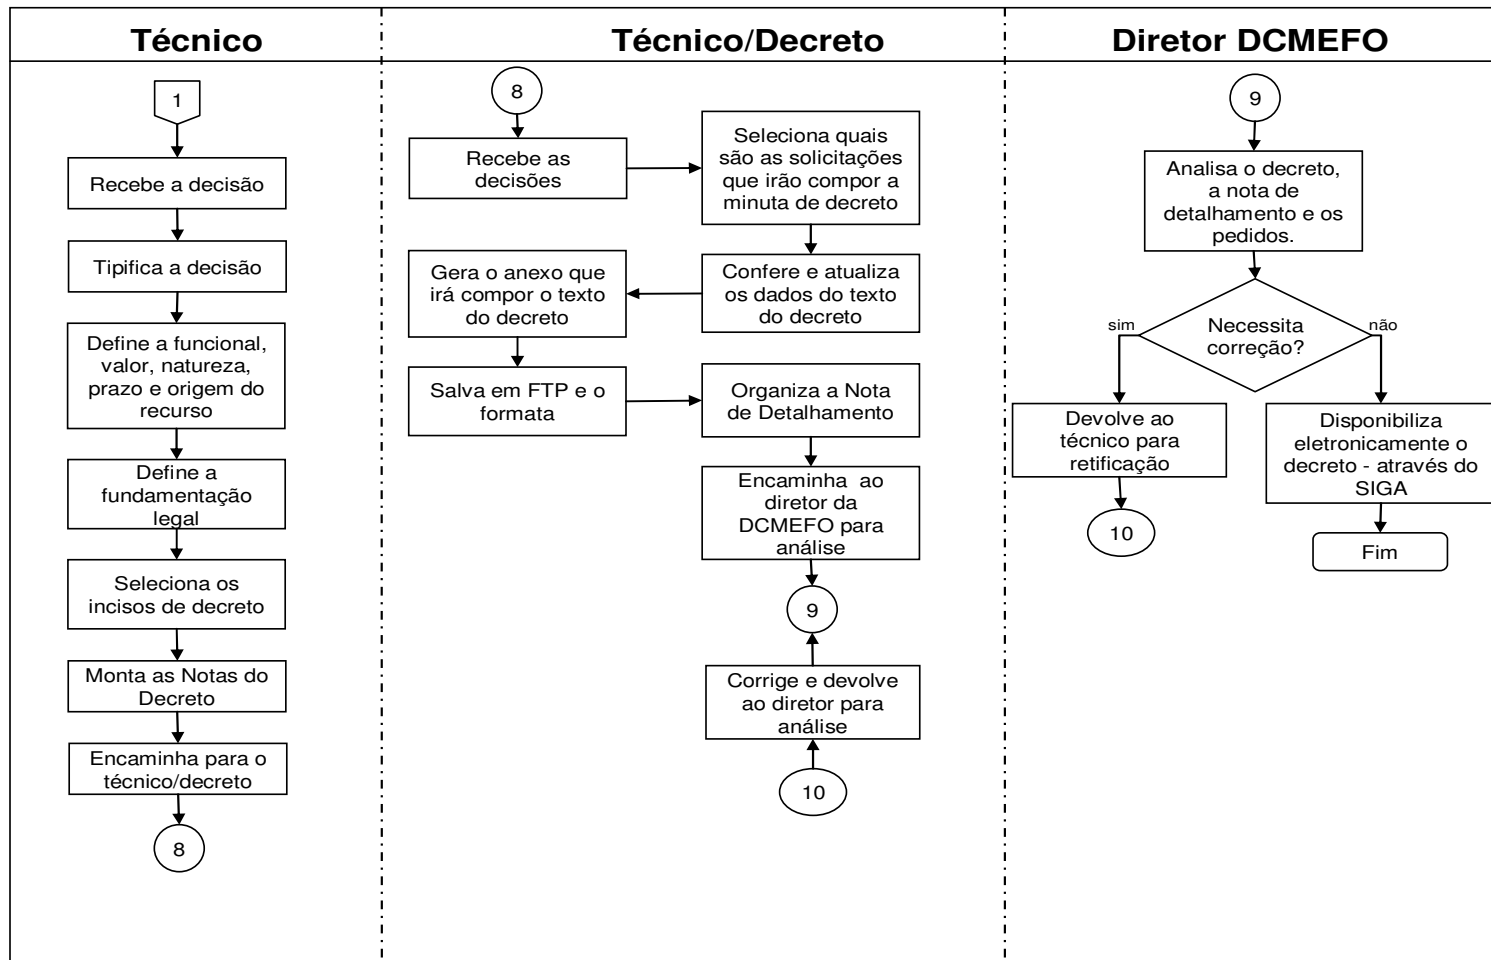 Técnico
Técnico/Decreto
Diretor DCMEFO
1
Recebe a decisão
Tipifica a decisão
Define a funcional,
valor, natureza,
prazo e origem do
recurso
Define a
fundamentação
legal
Seleciona os
incisos de decreto
Monta as Notas do
Decreto
Encaminha para o
técnico/decreto
8
8
Recebe as
decisões
Seleciona quais
são as solicitações
que irão compor a
minuta de decreto
Confere e atualiza
os dados do texto
do decreto
Gera o anexo que
irá compor o texto
do decreto
Salva em FTP e o
formata
Organiza a Nota
de Detalhamento
Encaminha ao
diretor da
DCMEFO para
análise
9
Corrige e devolve
ao diretor para
análise
10
9
Analisa o decreto,
a nota de
detalhamento e os
pedidos.
Necessita
correção?
sim
não
Devolve ao
técnico para
retificação
10
Disponibiliza
eletronicamente o
decreto - através do
SIGA
Fim